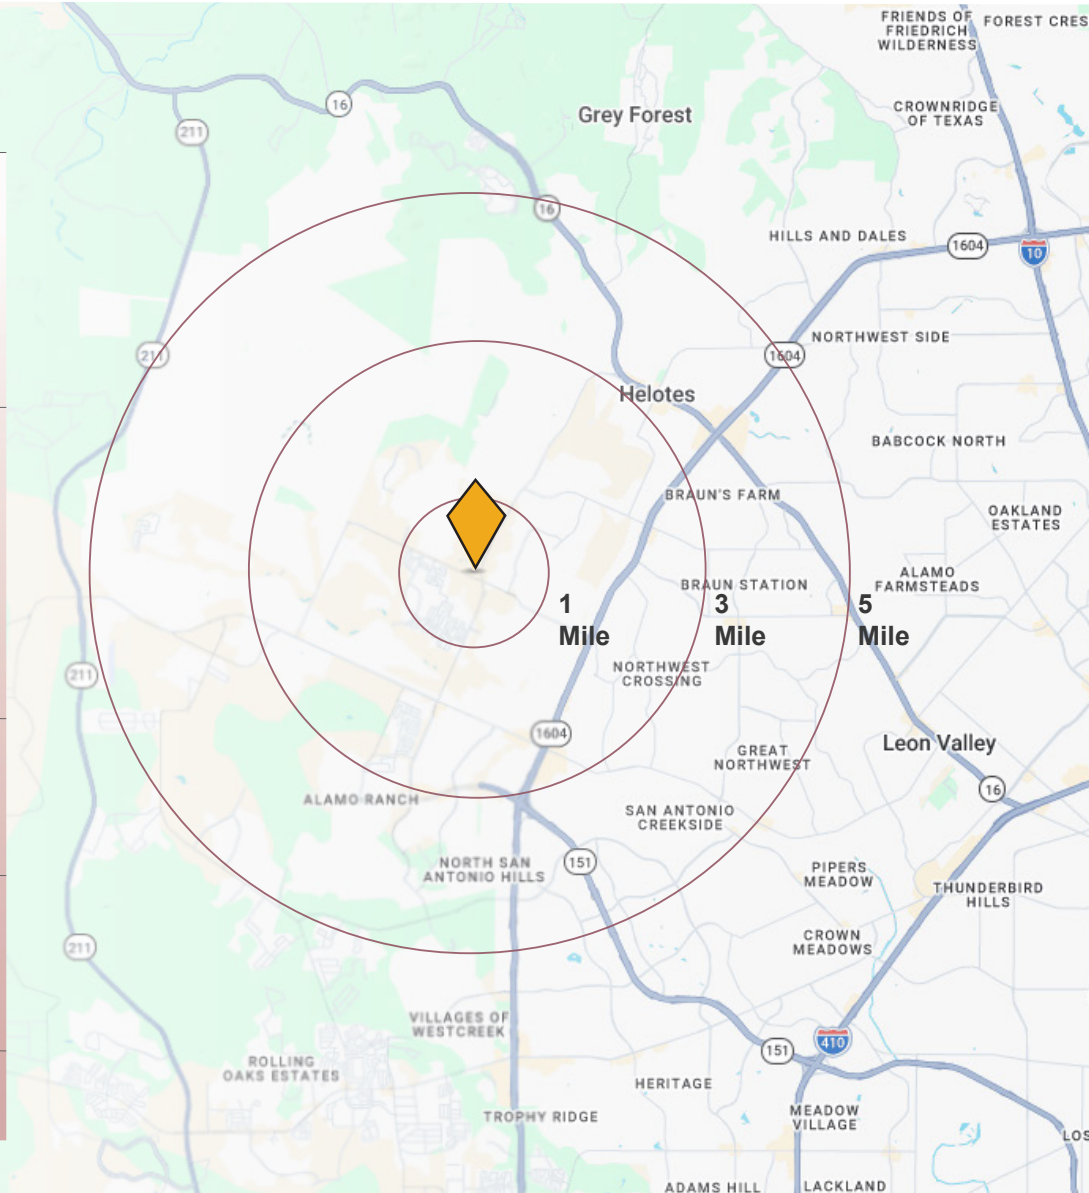 FRIENDS OF
FRIEDRICH
WILDERNESS
FOREST CRES
16
Grey Forest
CROWNRIDGE
OF TEXAS
211
16
HILLS AND DALES
1604
10
NORTHWEST SIDE
211
1604
Helotes
BABCOCK NORTH
BRAUN'S FARM
OAKLAND
ESTATES
BRAUN STATION
ALAMO
FARMSTEADS
1
Mile
3
Mile
5
Mile
211
NORTHWEST
CROSSING
1604
GREAT
NORTHWEST
Leon Valley
16
ALAMO RANCH
SAN ANTONIO
CREEKSIDE
NORTH SAN
ANTONIO HILLS
151
PIPERS
MEADOW
THUNDERBIRD
HILLS
211
CROWN
MEADOWS
VILLAGES OF
WESTCREEK
151
410
ROLLING
OAKS ESTATES
HERITAGE
TROPHY RIDGE
MEADOW
VILLAGE
LOS
ADAMS HILL
LACKLAND